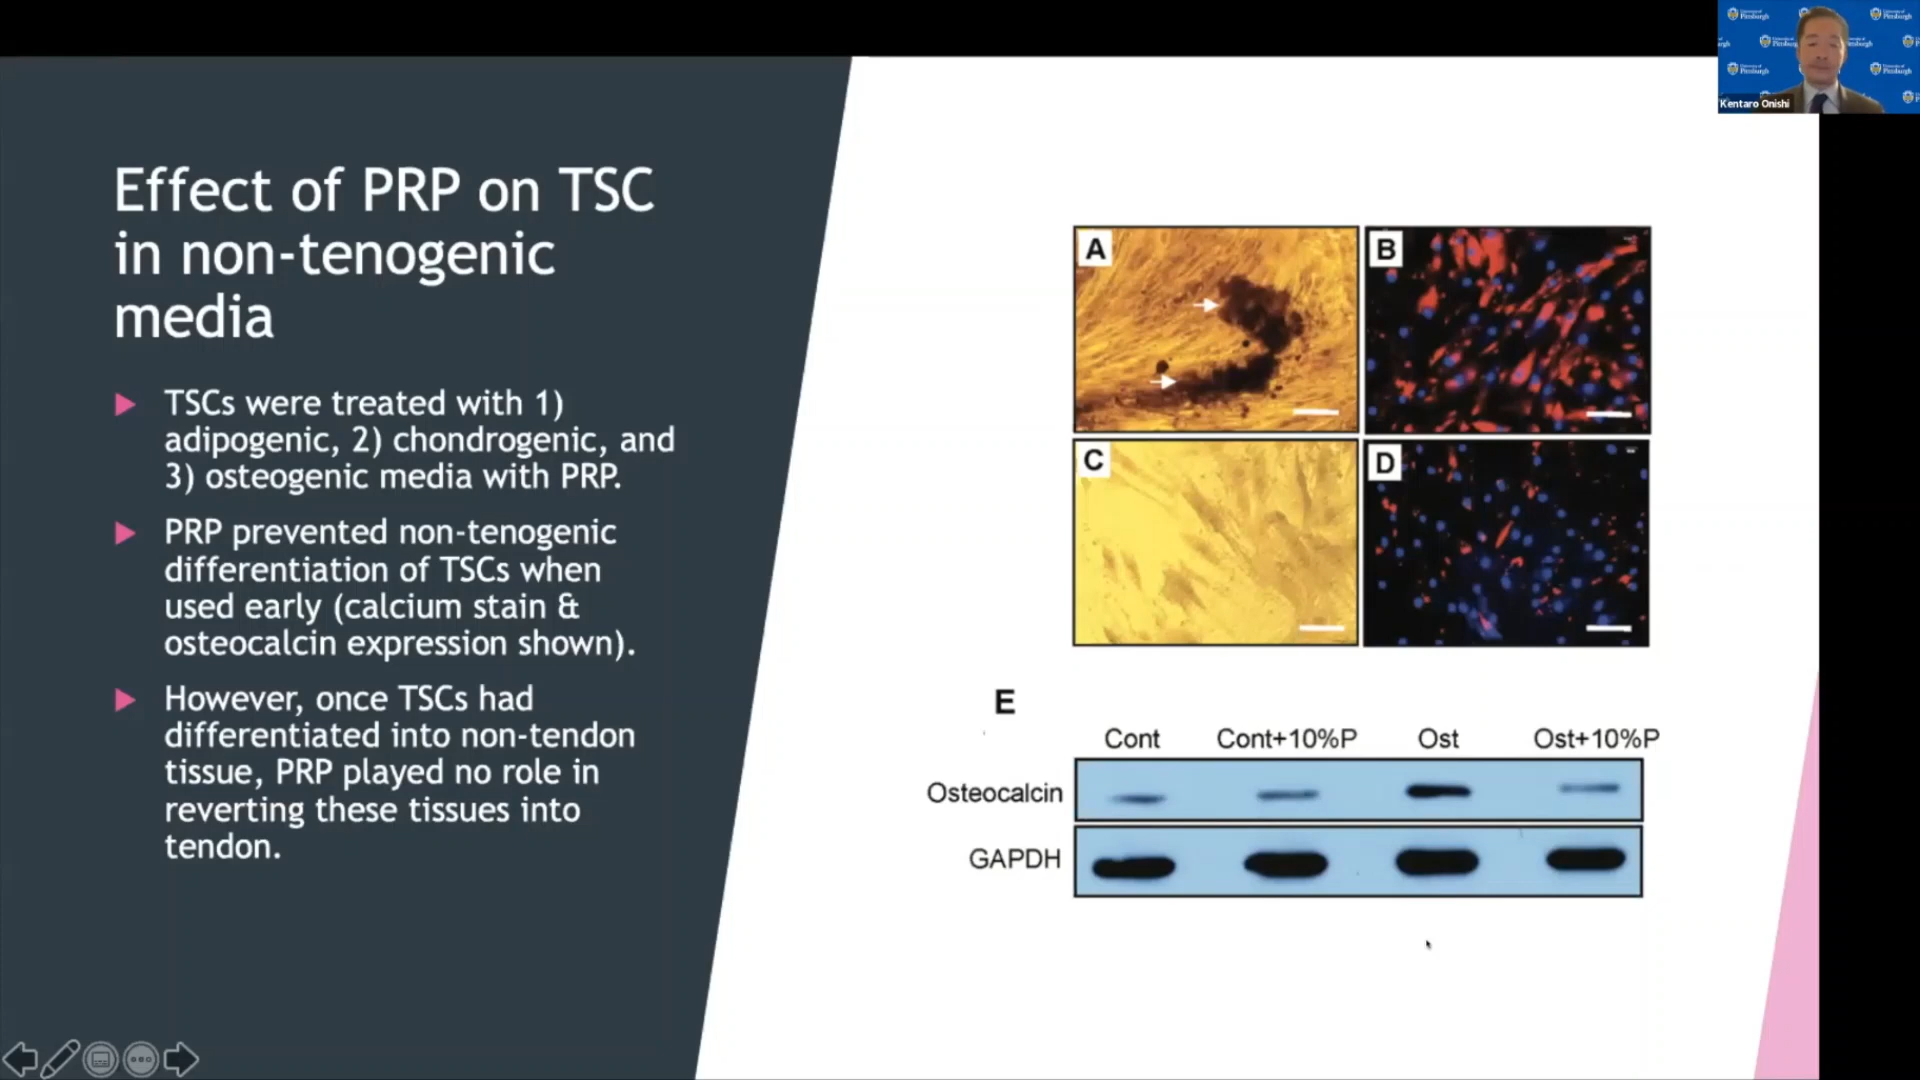 University of
Pittsburgh
Kentaro Onishi
Effect of PRP on TSC
in non-tenogenic
media
TSCs were treated with 1)
adipogenic, 2) chondrogenic, and
3) osteogenic media with PRP.
PRP prevented non-tenogenic
differentiation of TSCs when
used early (calcium stain &
osteocalcin expression shown).
However, once TSCs had
differentiated into non-tendon
tissue, PRP played no role in
reverting these tissues into
tendon.
A
B
C
D
E
Cont Cont+10%P Ost Ost+10%P
Osteocalcin
GAPDH